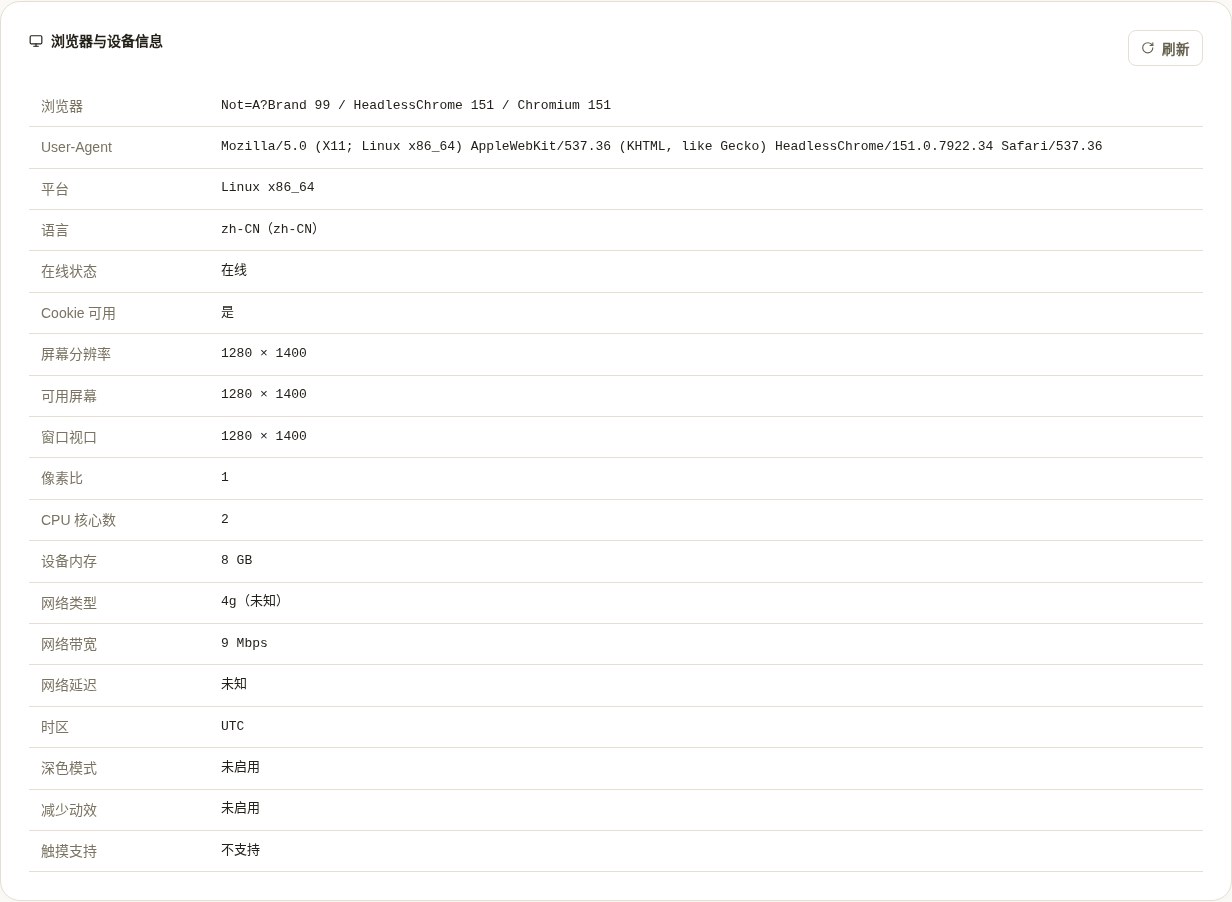 浏览器与设备信息
刷新
浏览器 Not=A?Brand 99 / HeadlessChrome 151 / Chromium 151
User-Agent Mozilla/5.0 (X11; Linux x86_64) AppleWebKit/537.36 (KHTML, like Gecko) HeadlessChrome/151.0.7922.34 Safari/537.36
平台 Linux x86_64
语言 zh-CN（zh-CN）
在线状态 在线
Cookie 可用 是
屏幕分辨率 1280 × 1400
可用屏幕 1280 × 1400
窗口视口 1280 × 1400
像素比 1
CPU 核心数 2
设备内存 8 GB
网络类型 4g（未知）
网络带宽 9 Mbps
网络延迟 未知
时区 UTC
深色模式 未启用
减少动效 未启用
触摸支持 不支持